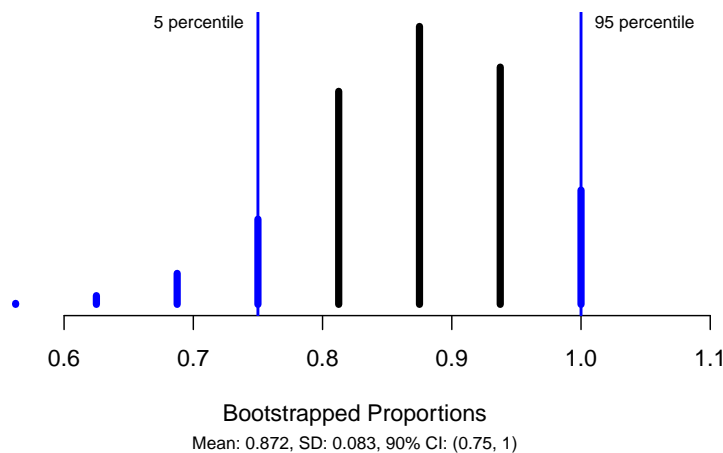 5 percentile
95 percentile
0.6 0.7 0.8 0.9 1.0 1.1
Bootstrapped Proportions
Mean: 0.872, SD: 0.083, 90% CI: (0.75, 1)